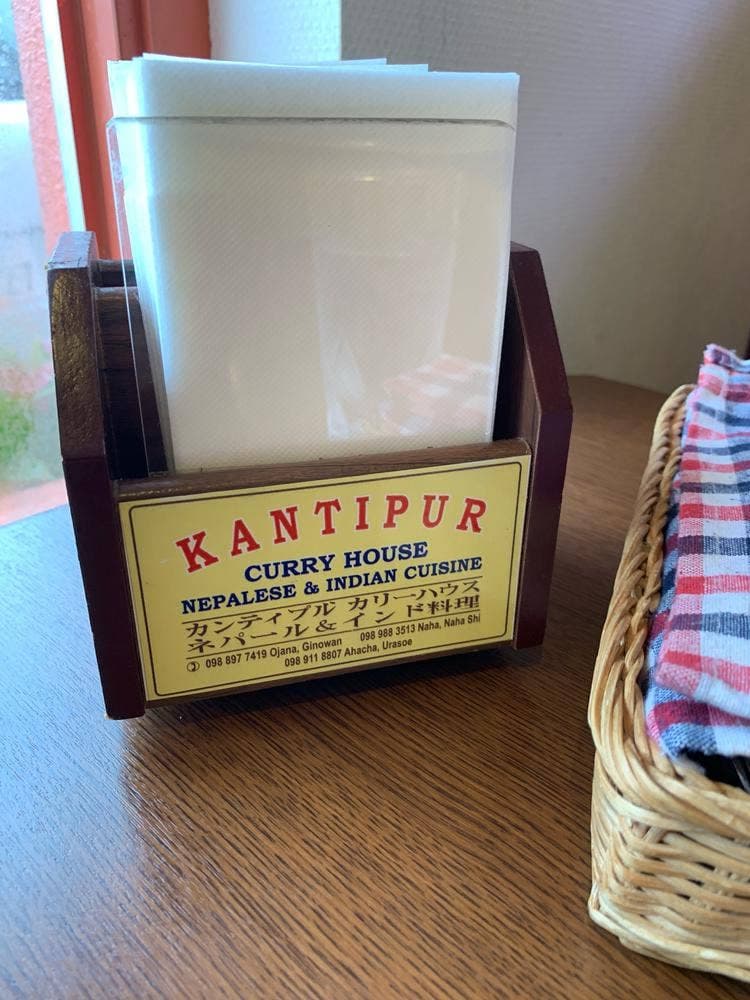 KANTIPUR
CURRY HOUSE
NEPALESE & INDIAN CUISINE
カンティプル カリーハウス
ネパール&インド料理
098 897 7419 Ojana, Ginowan 098 988 3513 Naha, Naha Shi
098 911 8807 Ahacha, Urasoe